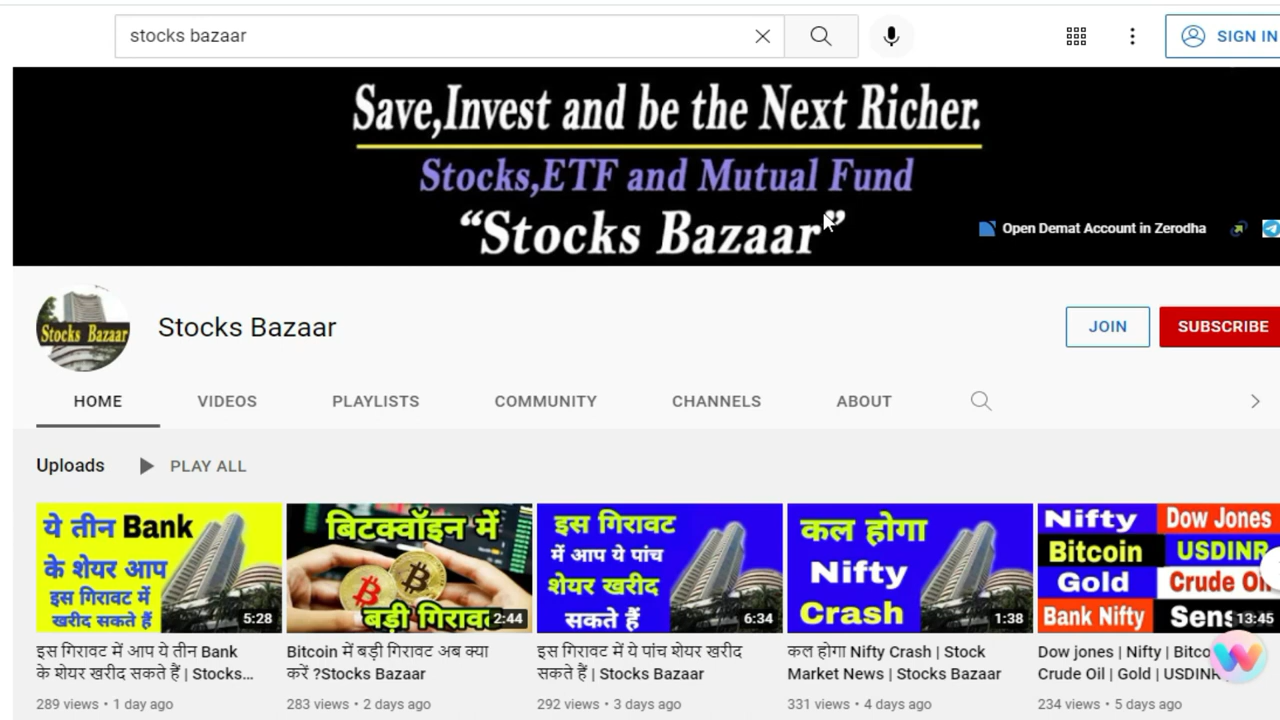 stocks bazaar
SIGN IN
Save,Invest and be the Next Richer.
Stocks,ETF and Mutual Fund
“Stocks Bazaar”
Open Demat Account in Zerodha
Stocks Bazaar
Stocks Bazaar
JOIN
SUBSCRIBE
HOME VIDEOS PLAYLISTS COMMUNITY CHANNELS ABOUT
Uploads PLAY ALL
ये तीन Bank
के शेयर आप
इस गिरावट में
खरीद सकते हैं
5:28
इस गिरावट में आप ये तीन Bank
के शेयर खरीद सकते हैं | Stocks...
289 views • 1 day ago
बिटक्वॉइन में
बड़ी
2:44
Bitcoin में बड़ी गिरावट अब क्या
करें ?Stocks Bazaar
283 views • 2 days ago
इस गिरावट
में आप ये पांच
शेयर खरीद
सकते हैं
6:34
इस गिरावट में ये पांच शेयर खरीद
सकते हैं | Stocks Bazaar
292 views • 3 days ago
कल होगा
Nifty
Crash
1:38
कल होगा Nifty Crash | Stock
Market News | Stocks Bazaar
331 views • 4 days ago
Nifty Dow Jones
Bitcoin USDINR
Gold Crude
Bank Nifty
13:45
Dow jones | Nifty |
Crude Oil | Gold |
234 views • 5 days ago